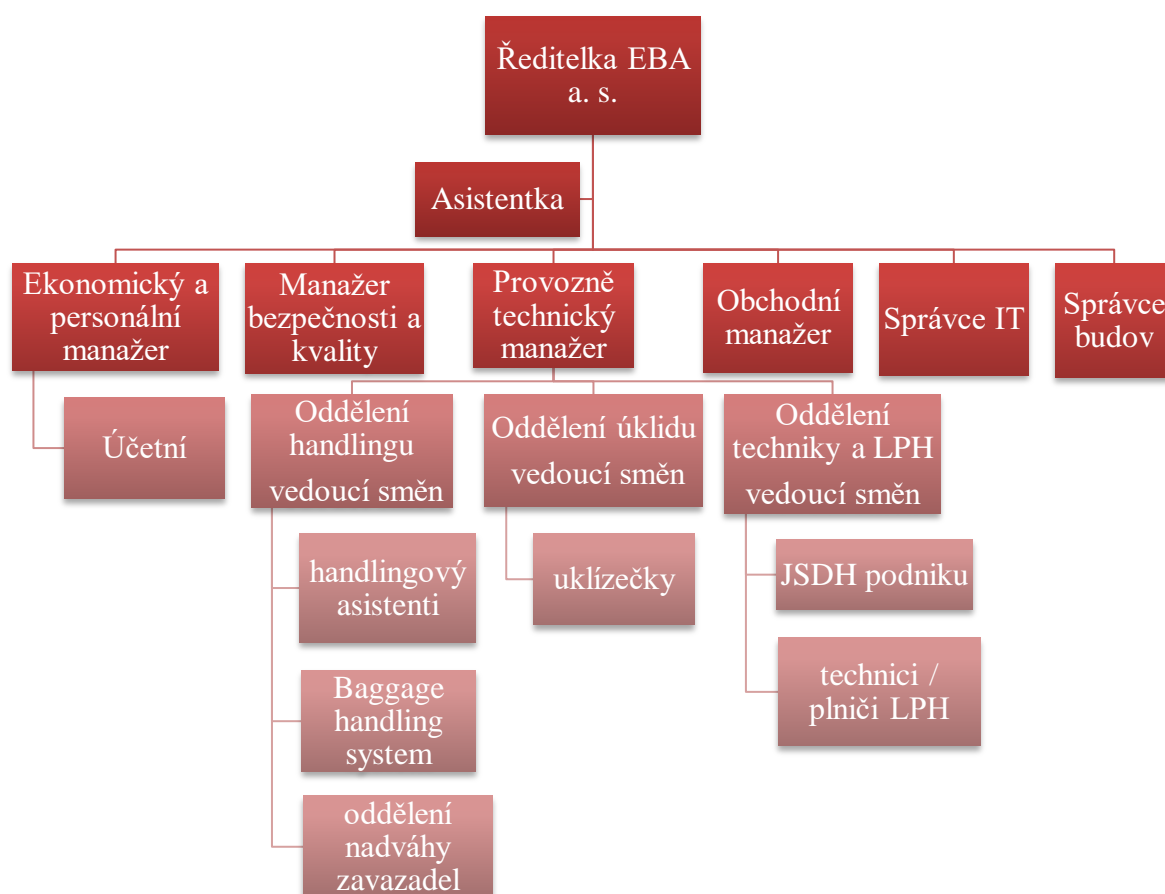 Ředitelka EBA
a. s.
Asistentka
Ekonomický a
personální
manažer
Manažer
bezpečnosti a
kvality
Provozně
technický
manažer
Obchodní
manažer
Správce IT
Správce
budov
Účetní
Oddělení
handlingu
vedoucí směn
Oddělení úklidu
vedoucí směn
Oddělení
techniky a LPH
vedoucí směn
handlingový
asistenti
uklízečky
JSDH podniku
Baggage
handling
system
technici /
plniči LPH
oddělení
nadváhy
zavazadel